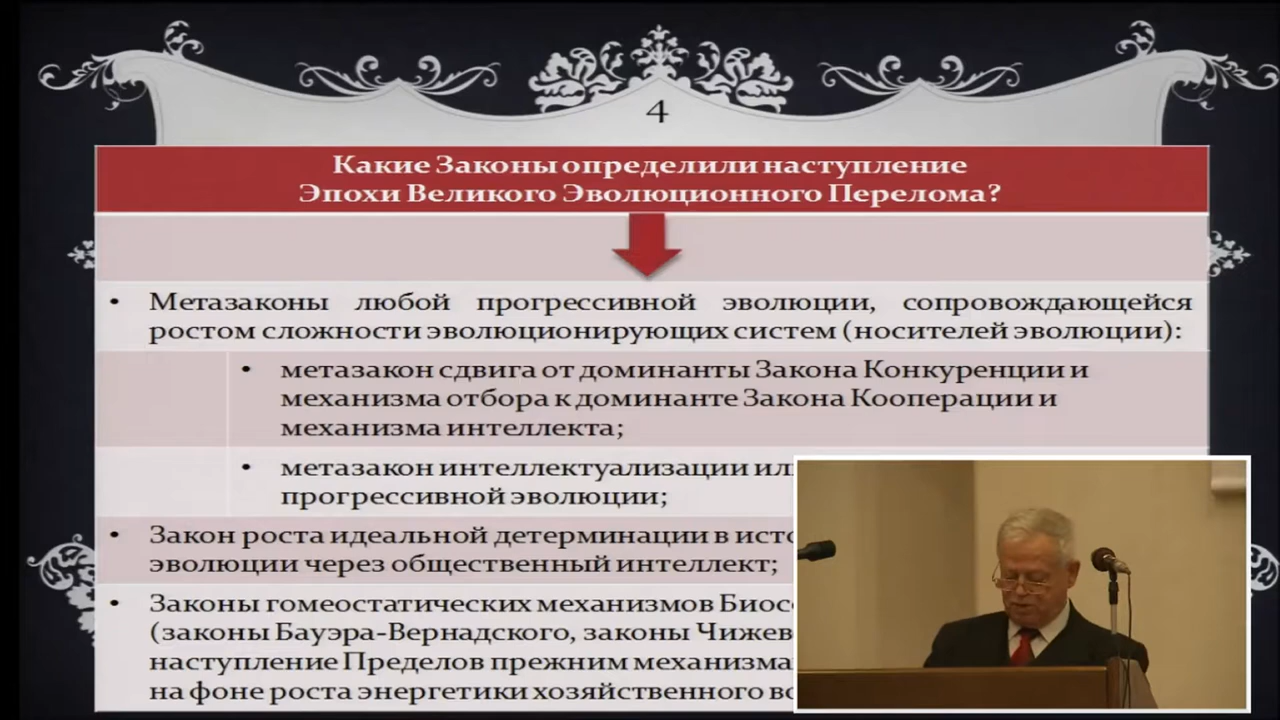 4
Какие Законы определили наступление
Эпохи Великого Эволюционного Перелома?
• Метазаконы любой прогрессивной эволюции, сопровождающейся
ростом сложности эволюционирующих систем (носителей эволюции):
• метазакон сдвига от доминанты Закона Конкуренции и
механизма отбора к доминанте Закона Кооперации и
механизма интеллекта;
• метазакон интеллектуализации
прогрессивной эволюции;
• Закон роста идеальной детерминации в
эволюции через общественный интеллект;
• Законы гомеостатических механизмов
(законы Бауэра-Вернадского, законы
наступление Пределов прежним
на фоне роста энергетики хозяйственного